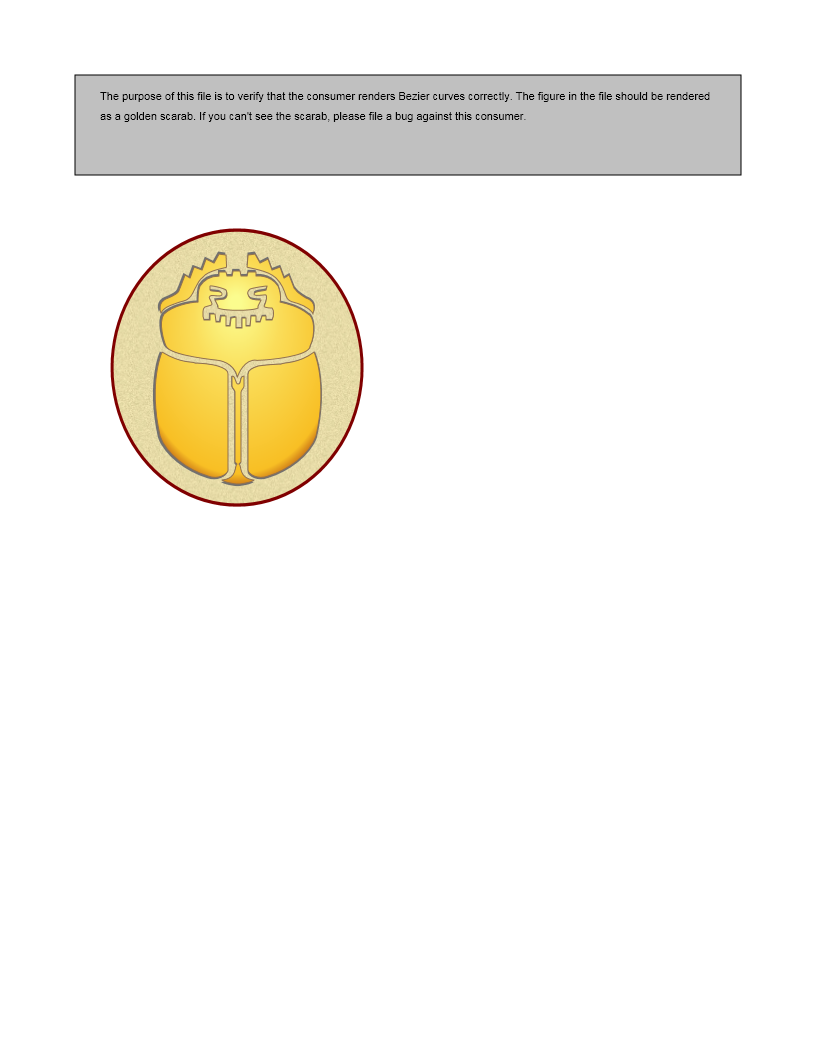 The purpose of this file is to verify that the consumer renders Bezier curves correctly. The figure in the file should be rendered
as a golden scarab. If you can't see the scarab, please file a bug against this consumer.